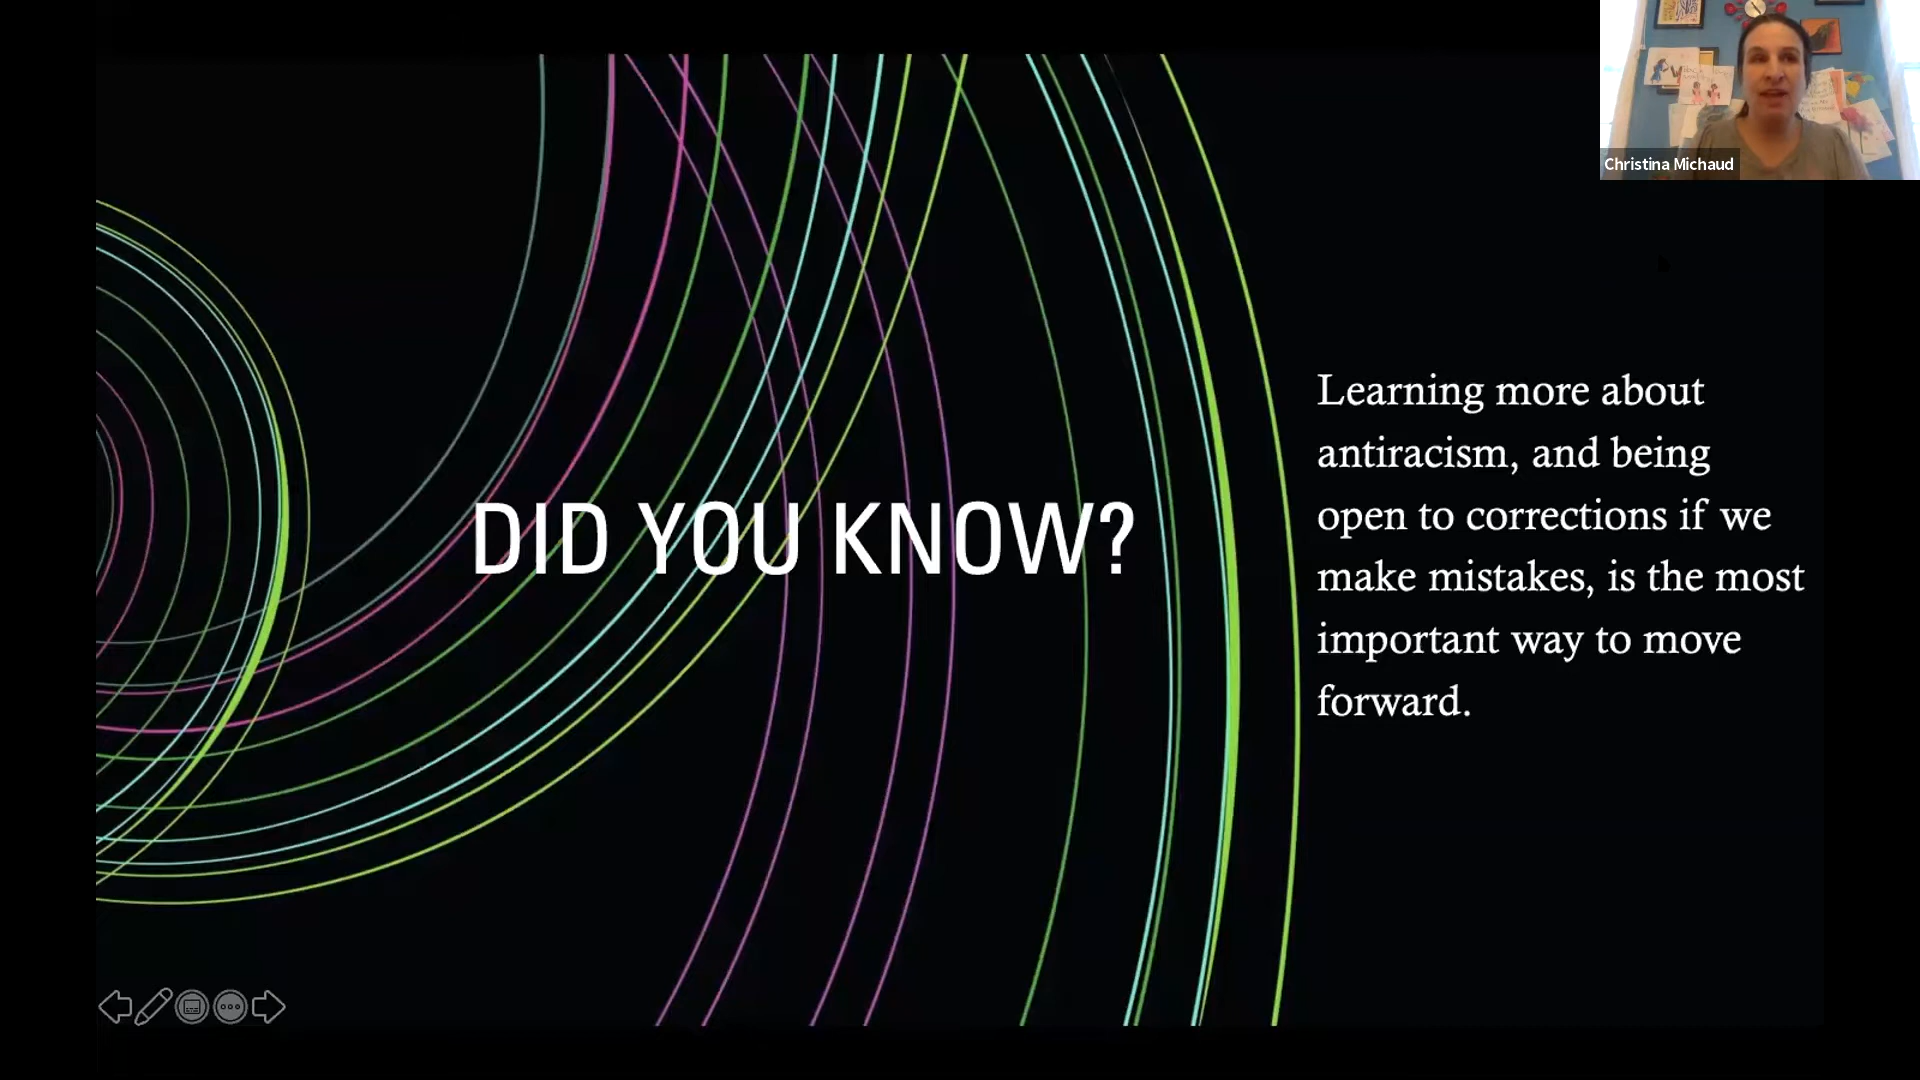 Christina Michaud
DID YOU KNOW?
Learning more about
antiracism, and being
open to corrections if we
make mistakes, is the most
important way to move
forward.